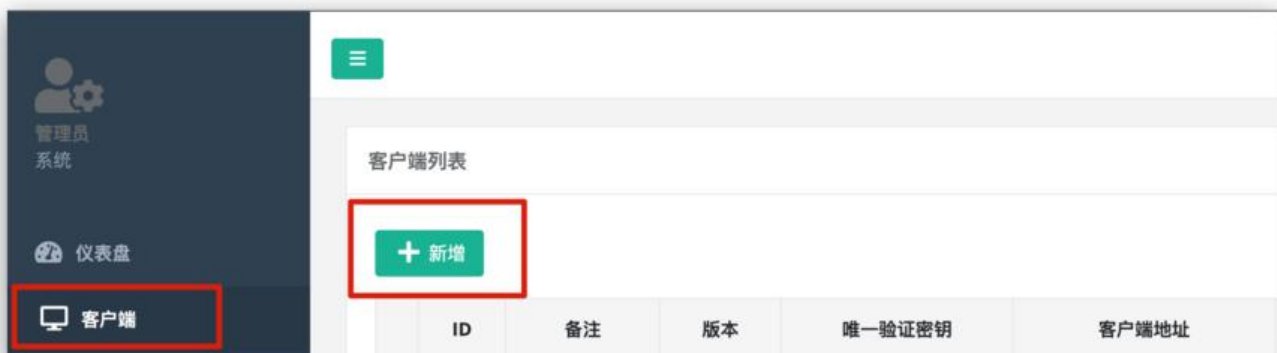 管理员
系统
仪表盘
客户端
客户端列表
新增
ID 备注 版本 唯一验证密钥 客户端地址